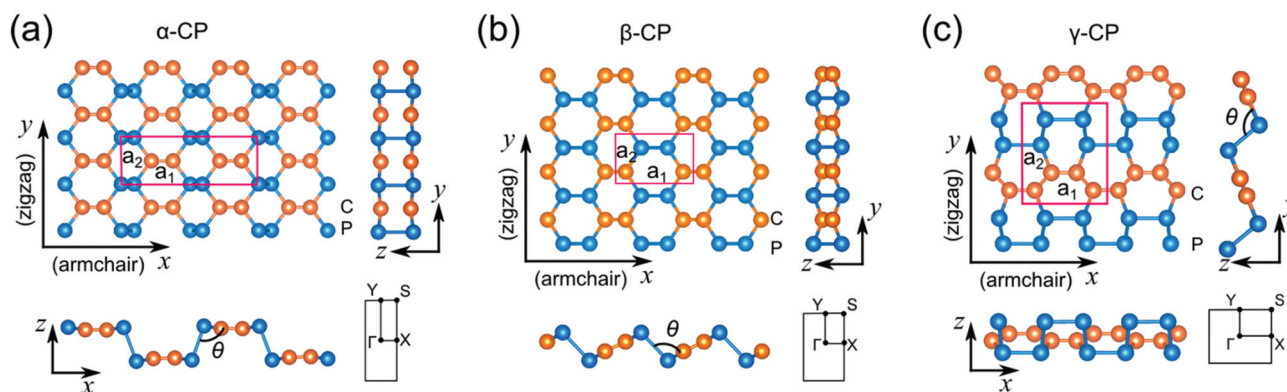 (a)
α-CP
y
(zigzag)
a₂
a₁
C
P
(armchair)
x
y
z
z
x
θ
Y
S
Γ
X
(b)
β-CP
y
(zigzag)
a₂
a₁
C
P
(armchair)
x
y
z
θ
Y
S
Γ
X
(c)
γ-CP
y
(zigzag)
a₂
a₁
C
P
(armchair)
x
θ
z
z
x
Y
S
Γ
X